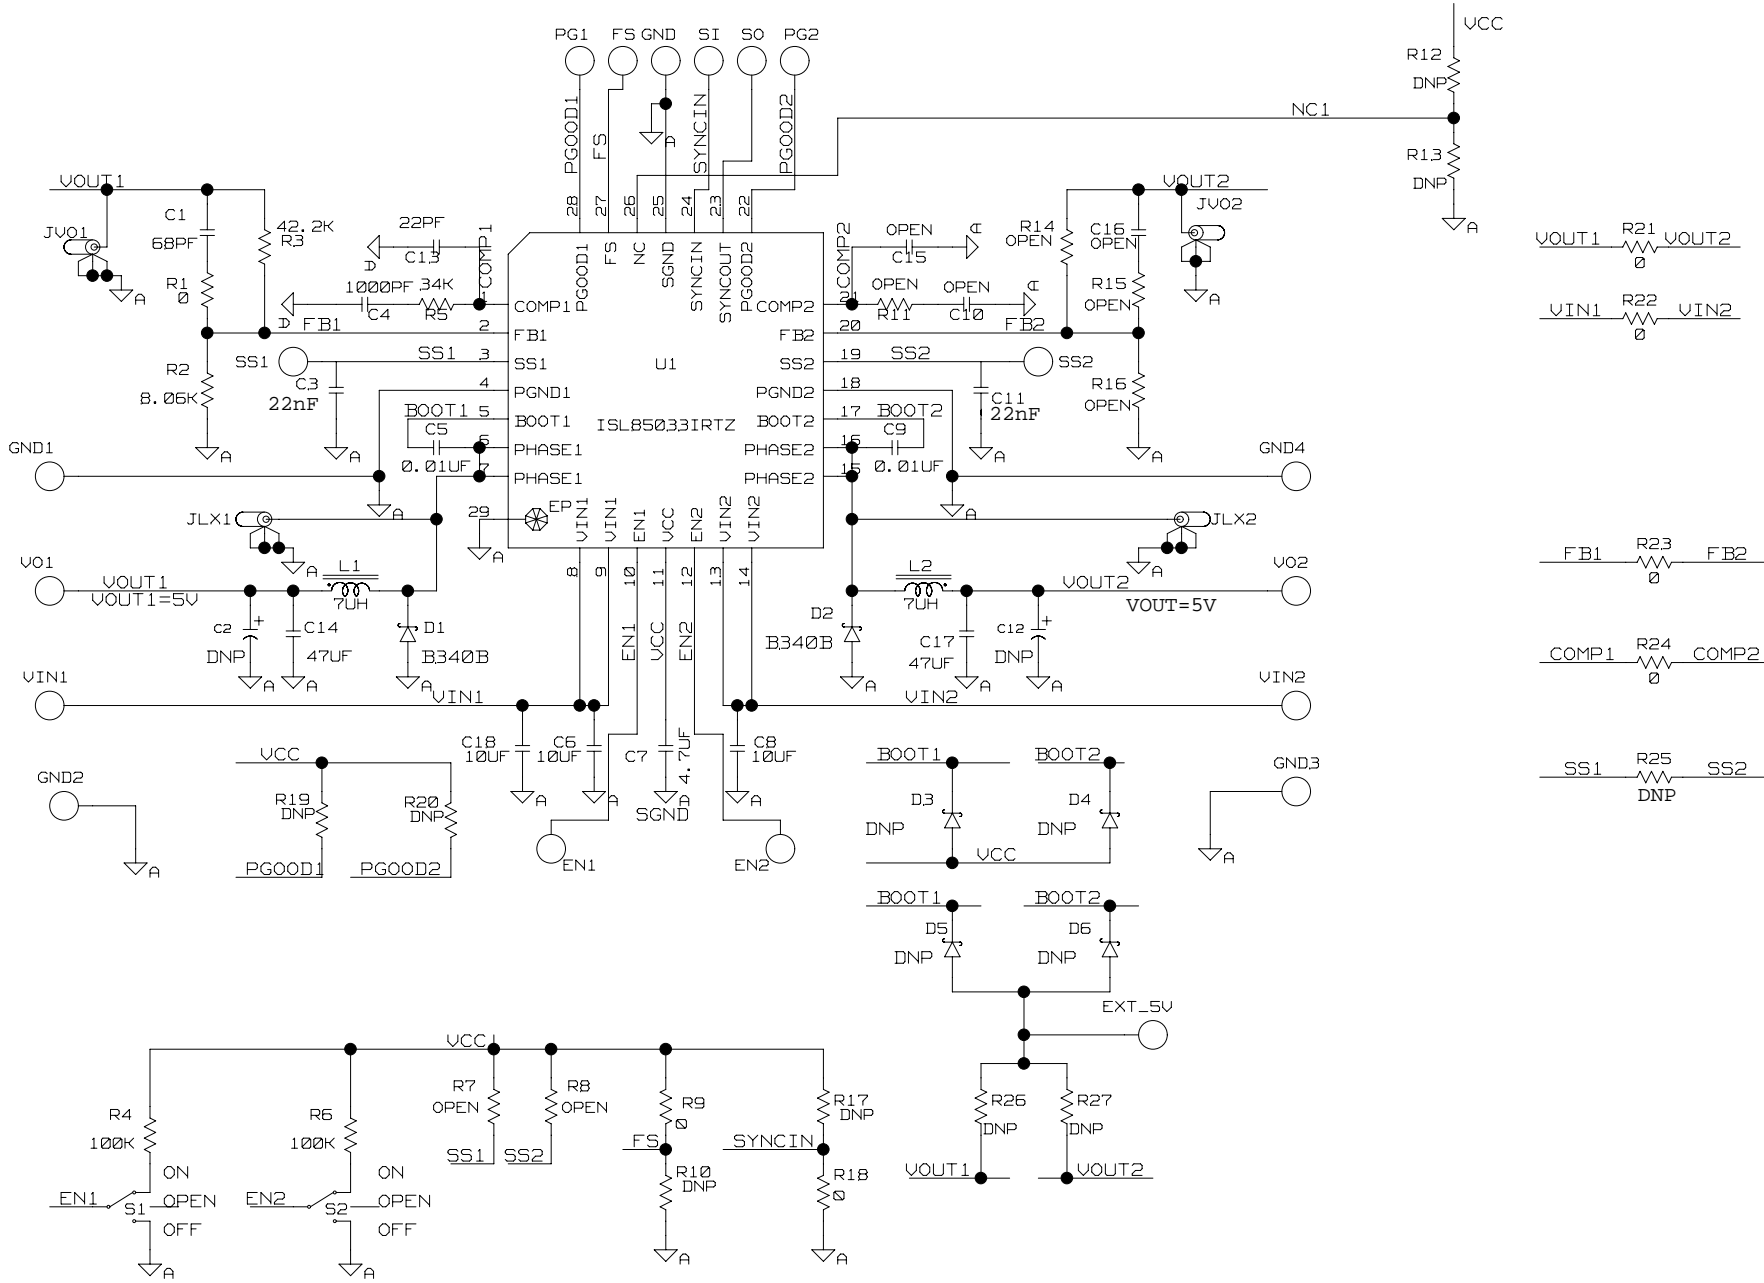 PG1 FS GND SI SO PG2
VCC
R12
DNP
NC1
R13
DNP
A
PGOOD1
FS
A
SYNCIN
PGOOD2
28 27 26 25 24 23 22
VOUT1
C1
68PF
42.2K
R3
JVO1
A
R1
0
22PF
C13
A
COMP1
1000PF
C4
34K
R5
A
FB1
1
2
SS1
SS1
3
C3
22nF
A
R2
8.06K
A
4
BOOT1 5
C5
0.01UF
6
7
GND1
A
PGOOD1
FS
NC
SGND
SYNCIN
SYNCOUT
PGOOD2
COMP1
FB1
SS1
PGND1
BOOT1
PHASE1
PHASE1
EP
U1
ISL85033IRTZ
COMP2
FB2
SS2
PGND2
BOOT2
PHASE2
PHASE2
VIN1
VIN1
EN1
VCC
EN2
VIN2
VIN2
COMP2
OPEN
C15
A
21
OPEN
R11
OPEN
C10
A
20
FB2
19 SS2
SS2
C11
22nF
A
18
17 BOOT2
C9
16
0.01UF
15
A
R14
OPEN
C16
OPEN
VOUT2
JVO2
A
R15
OPEN
R16
OPEN
A
GND4
R21
VOUT1 VOUT2
0
R22
VIN1 VIN2
0
29
A
JLX1
A
JLX2
A
8 9 10 11 12 13 14
VO1
VOUT1
VOUT1=5V
L1
7UH
C2
DNP
A
C14
47UF
A
D1
B340B
A
EN1
VCC
EN2
D2
B340B
A
L2
7UH
C17
47UF
A
C12
DNP
A
VOUT2
VOUT=5V
VO2
R23
FB1 FB2
0
R24
COMP1 COMP2
0
R25
SS1 SS2
DNP
VIN1
VIN1
VIN2
VIN2
C18
10UF
A
C6
10UF
A
C7
4.7UF
A
SGND
C8
10UF
A
GND2
A
VCC
R19
DNP
R20
DNP
PGOOD1
PGOOD2
EN1
EN2
BOOT1 BOOT2
D3
DNP
D4
DNP
VCC
GND3
A
BOOT1 BOOT2
D5
DNP
D6
DNP
EXT_5V
R26
DNP
R27
DNP
VOUT1 VOUT2
VCC
R4
100K
ON
EN1
S1
OPEN
OFF
A
R6
100K
ON
EN2
S2
OPEN
OFF
A
R7
OPEN
SS1
R8
OPEN
SS2
R9
0
FS
R10
DNP
A
R17
DNP
SYNCIN
R18
0
A